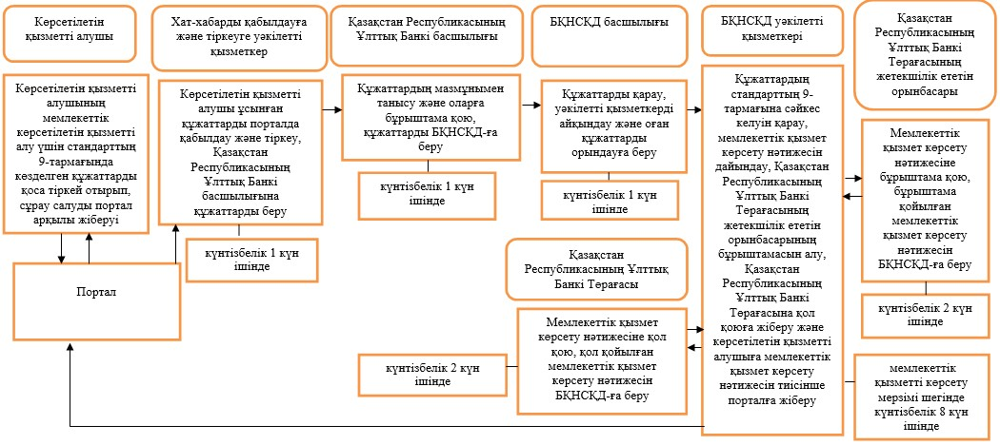 Көрсетілетін
қызметті алушы
Хат-хабарды қабылдауға
және тіркеуге уәкілетті
қызметкер
Қазақстан Республикасының
Ұлттық Банкі басшылығы
БҚНСҚД басшылығы
БҚНСҚД уәкілетті
қызметкері
Қазақстан
Республикасының
Ұлттық Банкі
Төрағасының
жетекшілік ететін
орынбасары
Көрсетілетін қызметті
алушының
мемлекеттік
көрсетілетін қызметті
алу үшін стандарттың
9-тармағында
көзделген құжаттарды
қоса тіркей отырып,
сұрау салуды портал
арқылы жіберуі
Көрсетілетін қызметті
алушы ұсынған
құжаттарды порталда
қабылдау және тіркеу,
Қазақстан
Республикасының
Ұлттық Банкі
басшылығына
құжаттарды беру
күнтізбелік 1 күн
ішінде
Құжаттардың мазмұнымен
танысу және оларға
бұрыштама қою,
құжаттарды БҚНСҚД-ға
беру
күнтізбелік 1 күн
ішінде
Құжаттарды қарау,
уәкілетті қызметкерді
айқындау және оған
құжаттарды
орындауға беру
күнтізбелік 1 күн
ішінде
Құжаттардың
стандарттың 9-
тармағына сәйкес
келуін қарау,
мемлекеттік қызмет
көрсету нәтижесін
дайындау, Қазақстан
Республикасының
Ұлттық Банкі
Төрағасының
жетекшілік ететін
орынбасарының
бұрыштамасын алу,
Қазақстан
Республикасының
Ұлттық Банкі
Төрағасына қол
қоюға жіберу және
көрсетілетін қызметті
алушыға мемлекеттік
қызмет көрсету
нәтижесін тиісінше
порталға жіберу
Мемлекеттік
қызмет көрсету
нәтижесіне
бұрыштама қою,
бұрыштама
қойылған
мемлекеттік
қызмет көрсету
нәтижесін
БҚНСҚД-ға беру
күнтізбелік 2 күн
ішінде
Портал
Қазақстан
Республикасының Ұлттық
Банкі Төрағасы
Мемлекеттік қызмет
көрсету нәтижесіне қол
қою, қол қойылған
мемлекеттік қызмет
көрсету нәтижесін
БҚНСҚД-ға беру
күнтізбелік 2 күн
ішінде
мемлекеттік
қызметті көрсету
мерзімі шегінде
күнтізбелік 8 күн
ішінде